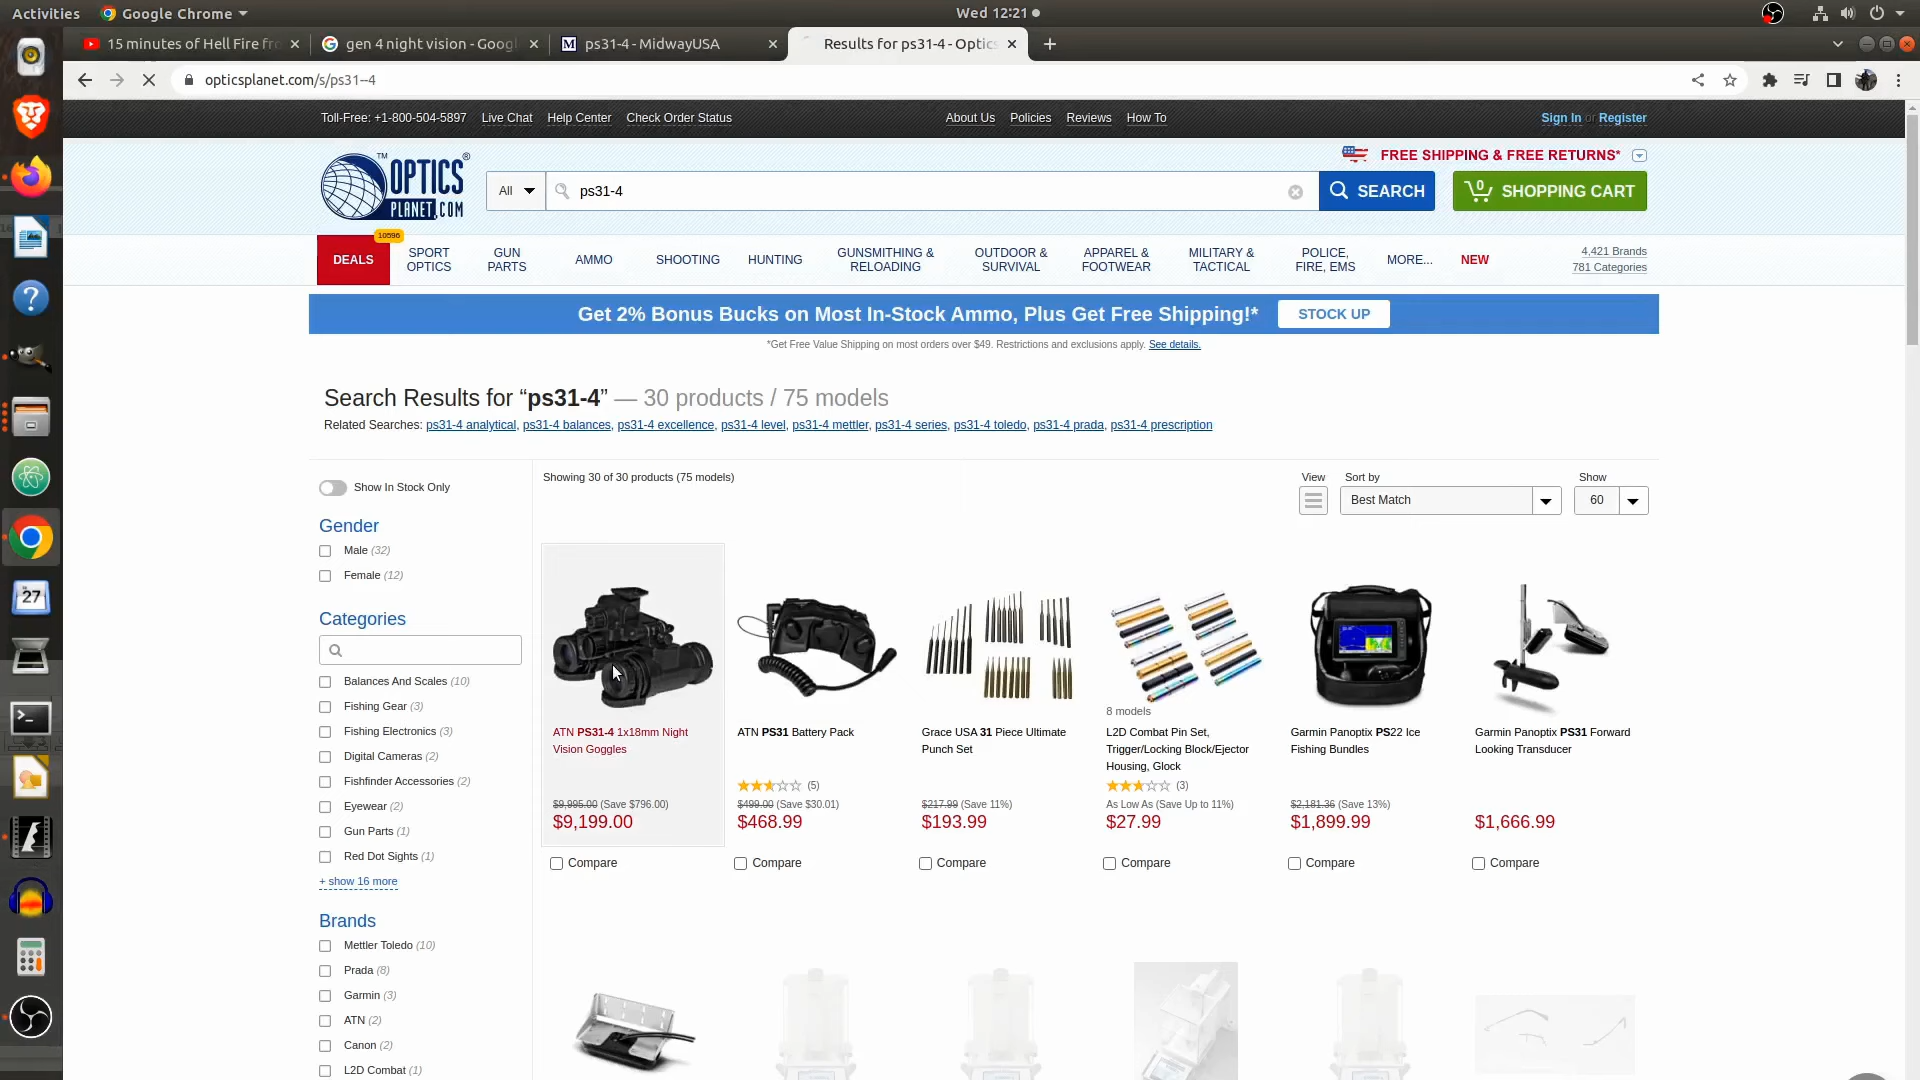 Activities
Google Chrome
Wed 12:21
15 minutes of Hell Fire fro
gen 4 night vision - Googl
M
ps31-4 - MidwayUSA
Results for ps31-4 - Optics
opticsplanet.com/s/ps31--4
Toll-Free: +1-800-504-5897
Live Chat
Help Center
Check Order Status
About Us
Policies
Reviews
How To
Sign In or Register
FREE SHIPPING & FREE RETURNS*
OPTICS
PLANET.COM
All
ps31-4
SEARCH
0
SHOPPING CART
DEALS
10596
SPORT
OPTICS
GUN
PARTS
AMMO
SHOOTING
HUNTING
GUNSMITHING &
RELOADING
OUTDOOR &
SURVIVAL
APPAREL &
FOOTWEAR
MILITARY &
TACTICAL
POLICE,
FIRE, EMS
MORE...
NEW
4,421 Brands
781 Categories
Get 2% Bonus Bucks on Most In-Stock Ammo, Plus Get Free Shipping!*
STOCK UP
*Get Free Value Shipping on most orders over $49. Restrictions and exclusions apply. See details.
Search Results for “ps31-4” — 30 products / 75 models
Related Searches: ps31-4 analytical, ps31-4 balances, ps31-4 excellence, ps31-4 level, ps31-4 mettler, ps31-4 series, ps31-4 toledo, ps31-4 prada, ps31-4 prescription
Show In Stock Only
Showing 30 of 30 products (75 models)
View
Sort by
Show
Best Match
60
Gender
Male (32)
Female (12)
Categories
Balances And Scales (10)
Fishing Gear (3)
Fishing Electronics (3)
Digital Cameras (2)
Fishfinder Accessories (2)
Eyewear (2)
Gun Parts (1)
Red Dot Sights (1)
+ show 16 more
Brands
Mettler Toledo (10)
Prada (8)
Garmin (3)
ATN (2)
Canon (2)
L2D Combat (1)
ATN PS31-4 1x18mm Night
Vision Goggles
$9,995.00 (Save $796.00)
$9,199.00
Compare
ATN PS31 Battery Pack
(5)
$499.00 (Save $30.01)
$468.99
Compare
Grace USA 31 Piece Ultimate
Punch Set
$217.99 (Save 11%)
$193.99
Compare
8 models
L2D Combat Pin Set,
Trigger/Locking Block/Ejector
Housing, Glock
(3)
As Low As (Save Up to 11%)
$27.99
Compare
Garmin Panoptix PS22 Ice
Fishing Bundles
$2,181.36 (Save 13%)
$1,899.99
Compare
Garmin Panoptix PS31 Forward
Looking Transducer
$1,666.99
Compare
27